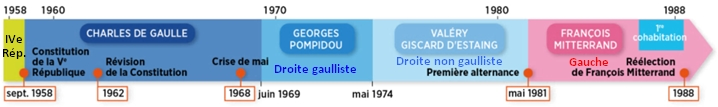 1958 1960 1970 1980 1988
IVe
Rép.
CHARLES DE GAULLE
GEORGES
POMPIDOU
VALÉRY
GISCARD D'ESTAING
FRANÇOIS
MITTERRAND
1re
cohabitation
Constitution
de la Ve
République
Révision
de la Constitution
Crise de mai
Droite gaulliste
Droite non gaulliste
Première alternance
Gauche
Réélection
de François Mitterrand
sept. 1958
1962
1968
juin 1969
mai 1974
mai 1981
1988